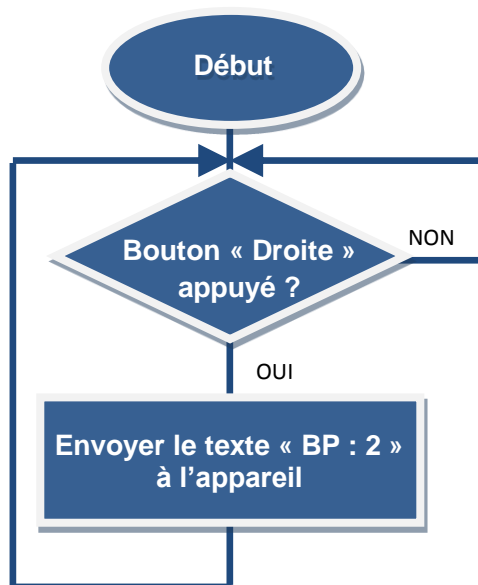 Début
Bouton « Droite »
appuyé ?
NON
OUI
Envoyer le texte « BP : 2 »
à l’appareil